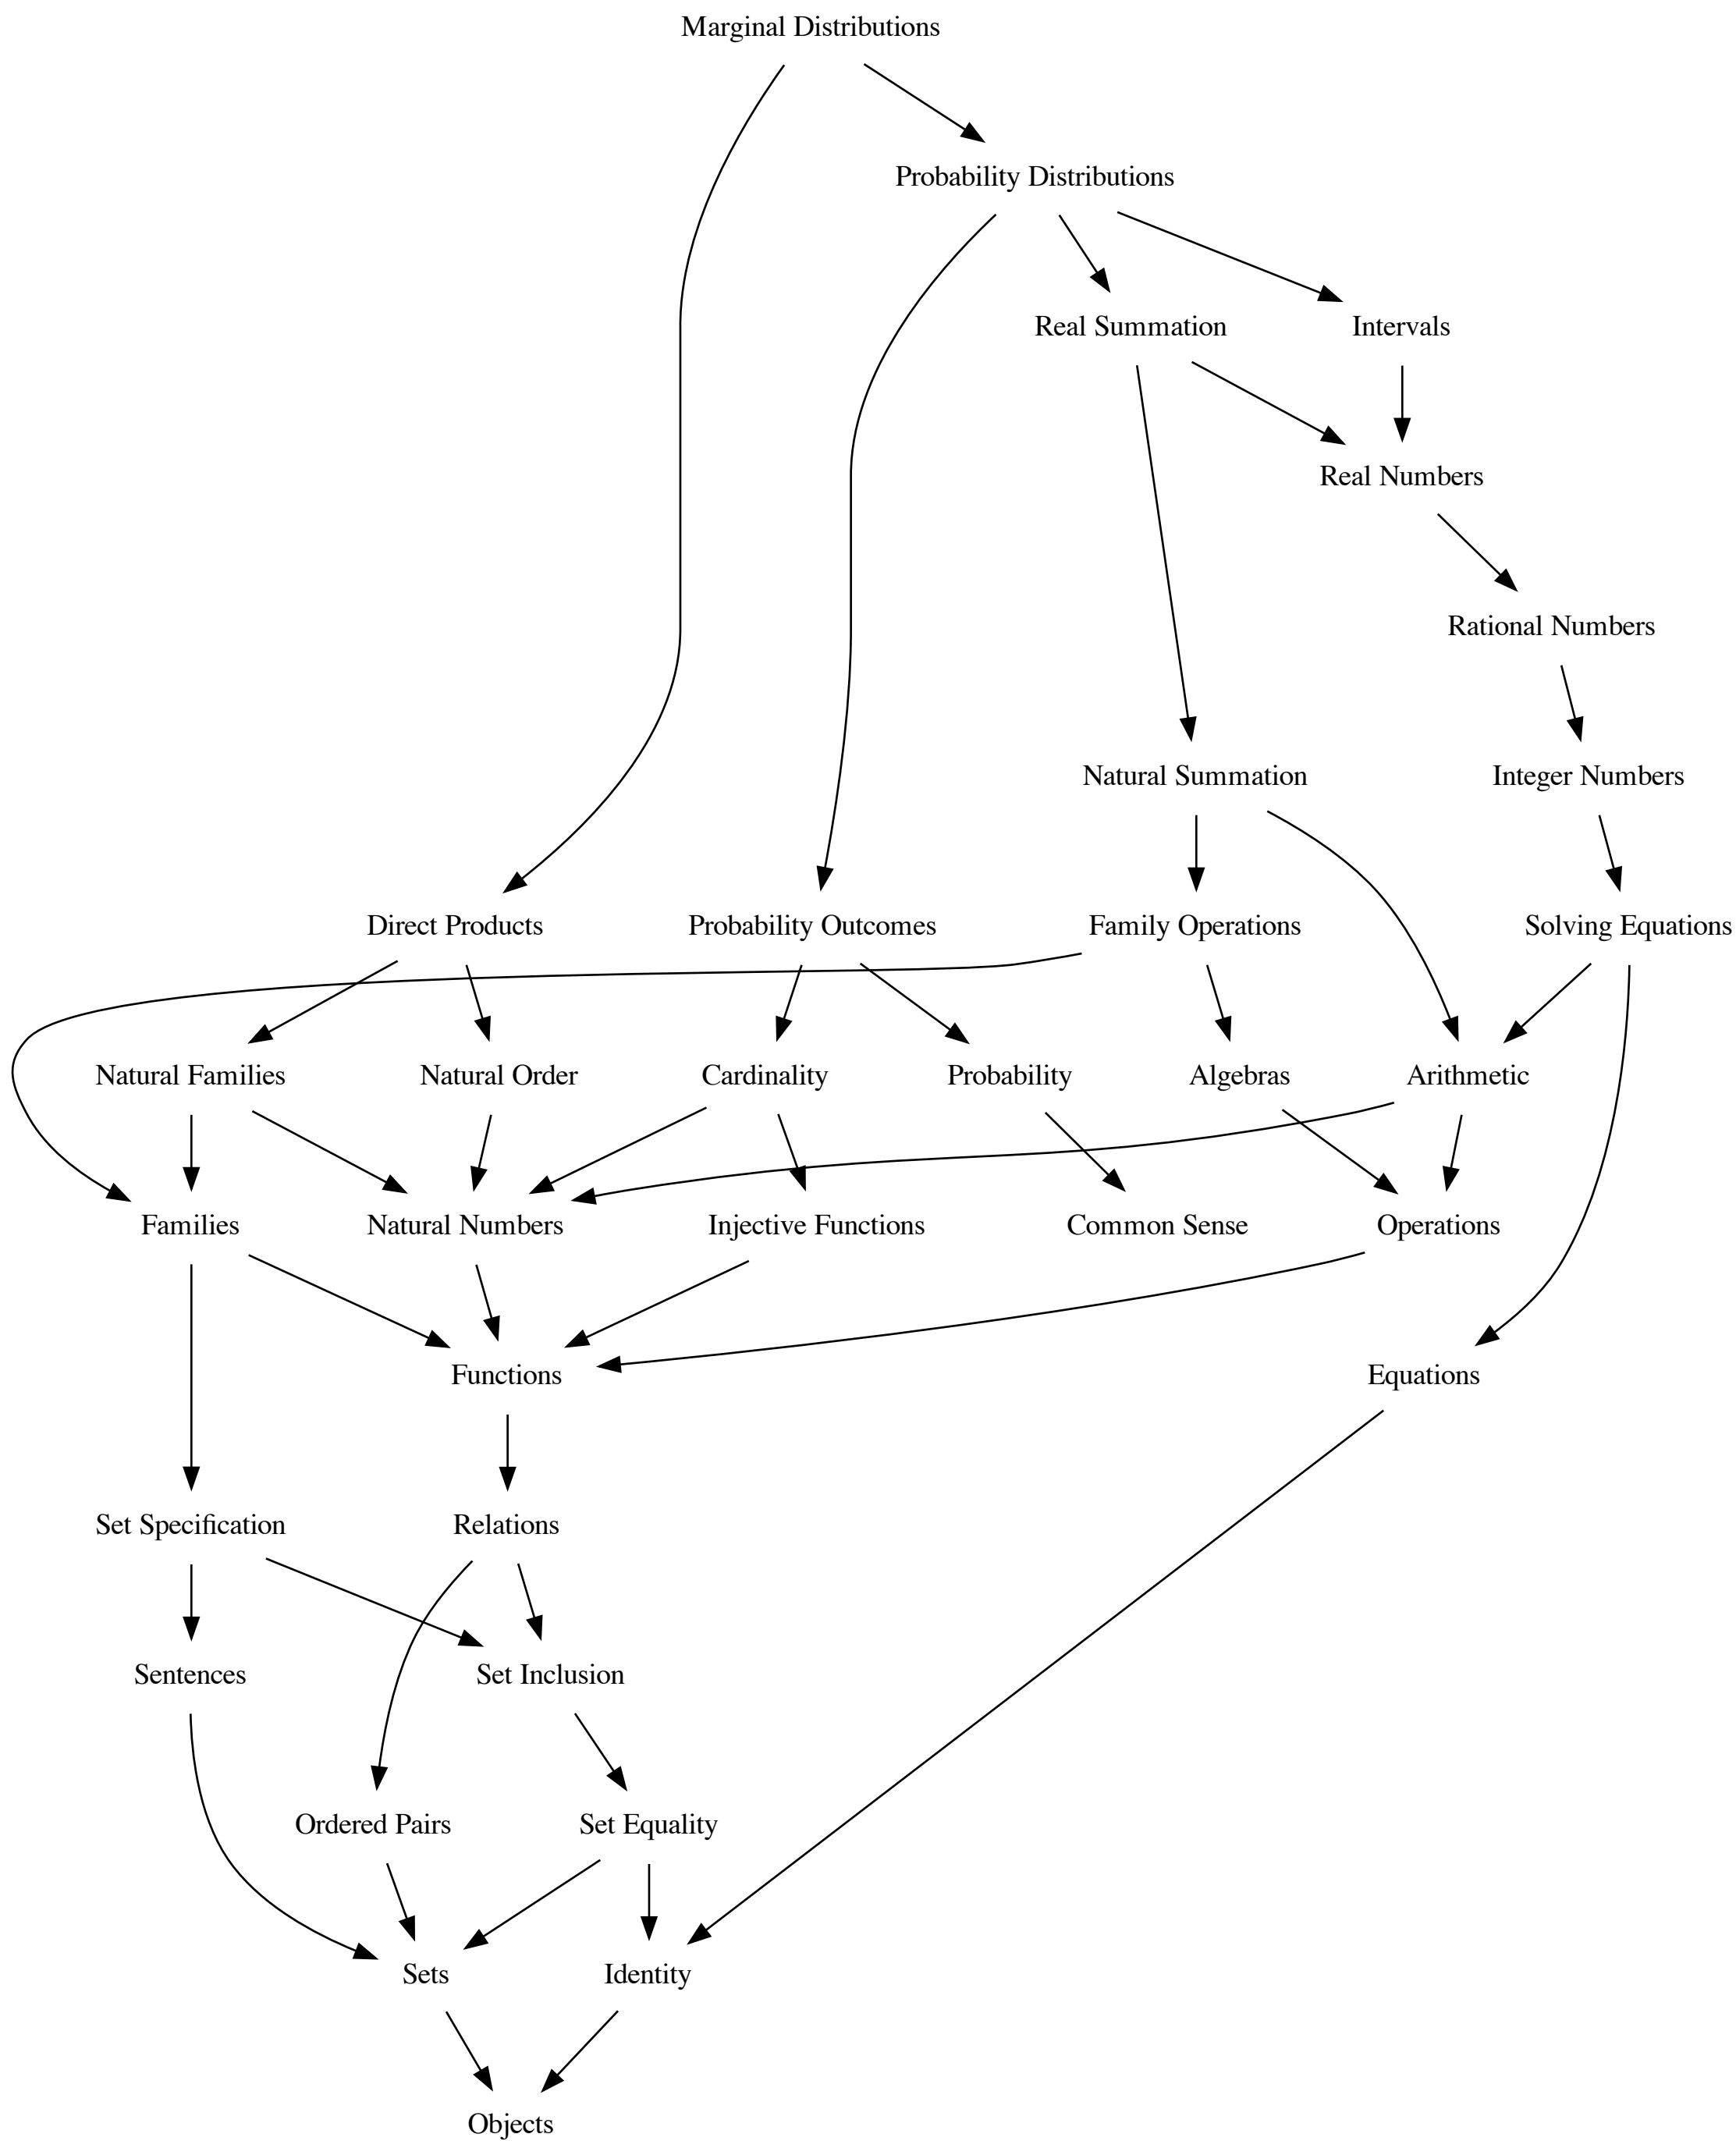 Marginal Distributions
Probability Distributions
Real Summation
Intervals
Real Numbers
Rational Numbers
Natural Summation
Integer Numbers
Direct Products
Probability Outcomes
Family Operations
Solving Equations
Natural Families
Natural Order
Cardinality
Probability
Algebras
Arithmetic
Families
Natural Numbers
Injective Functions
Common Sense
Operations
Functions
Equations
Set Specification
Relations
Sentences
Set Inclusion
Ordered Pairs
Set Equality
Sets
Identity
Objects